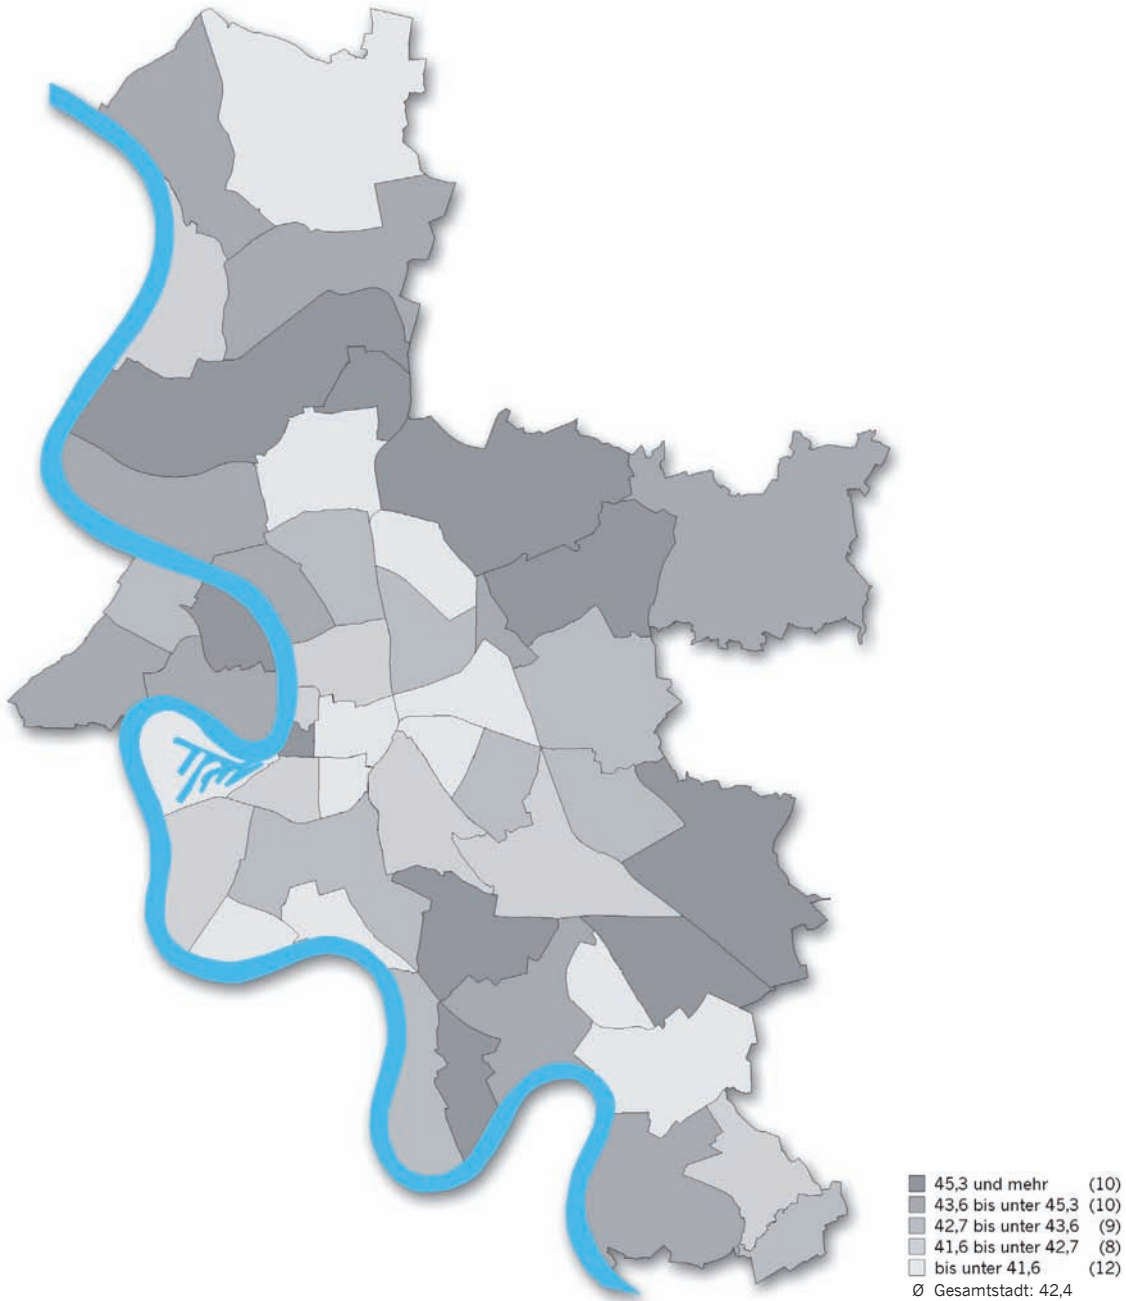 45,3 und mehr (10)
43,6 bis unter 45,3 (10)
42,7 bis unter 43,6 (9)
41,6 bis unter 42,7 (8)
bis unter 41,6 (12)
Ø Gesamtstadt: 42,4